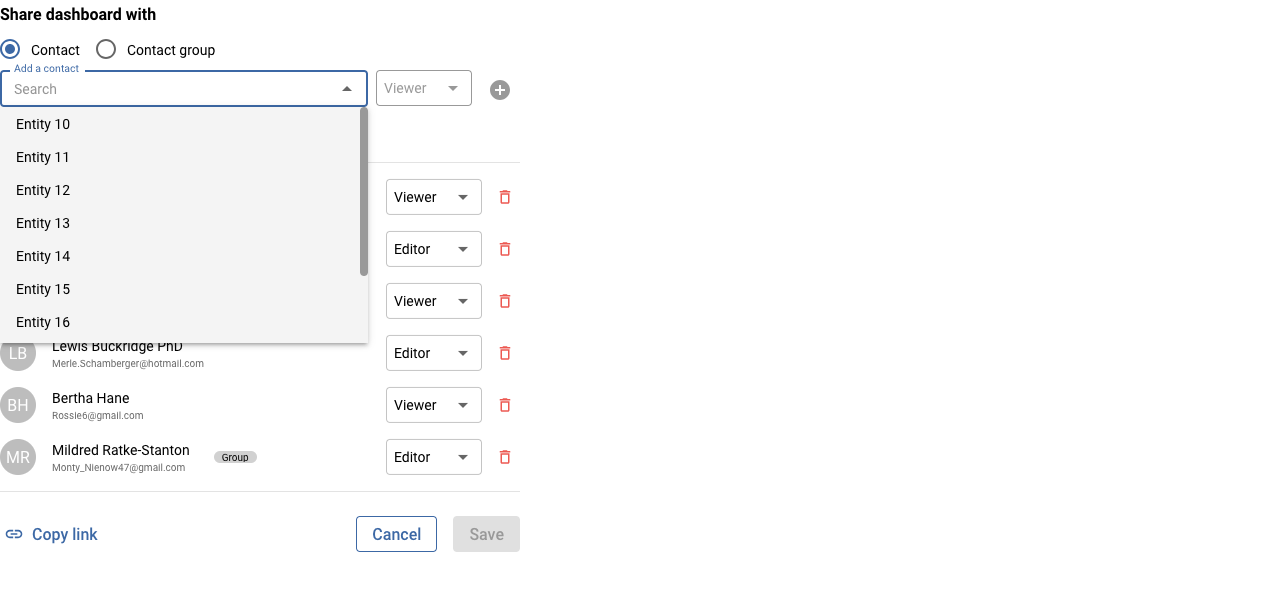 Share dashboard with
Contact
Contact group
Add a contact
Search
Viewer
Entity 10
Entity 11
Entity 12
Entity 13
Entity 14
Entity 15
Entity 16
Viewer
Editor
Viewer
LB
Lewis Buckridge PhD
Merle.Schamberger@hotmail.com
Editor
BH
Bertha Hane
Rossie6@gmail.com
Viewer
MR
Mildred Ratke-Stanton
Monty_Nienow47@gmail.com
Group
Editor
Copy link
Cancel
Save